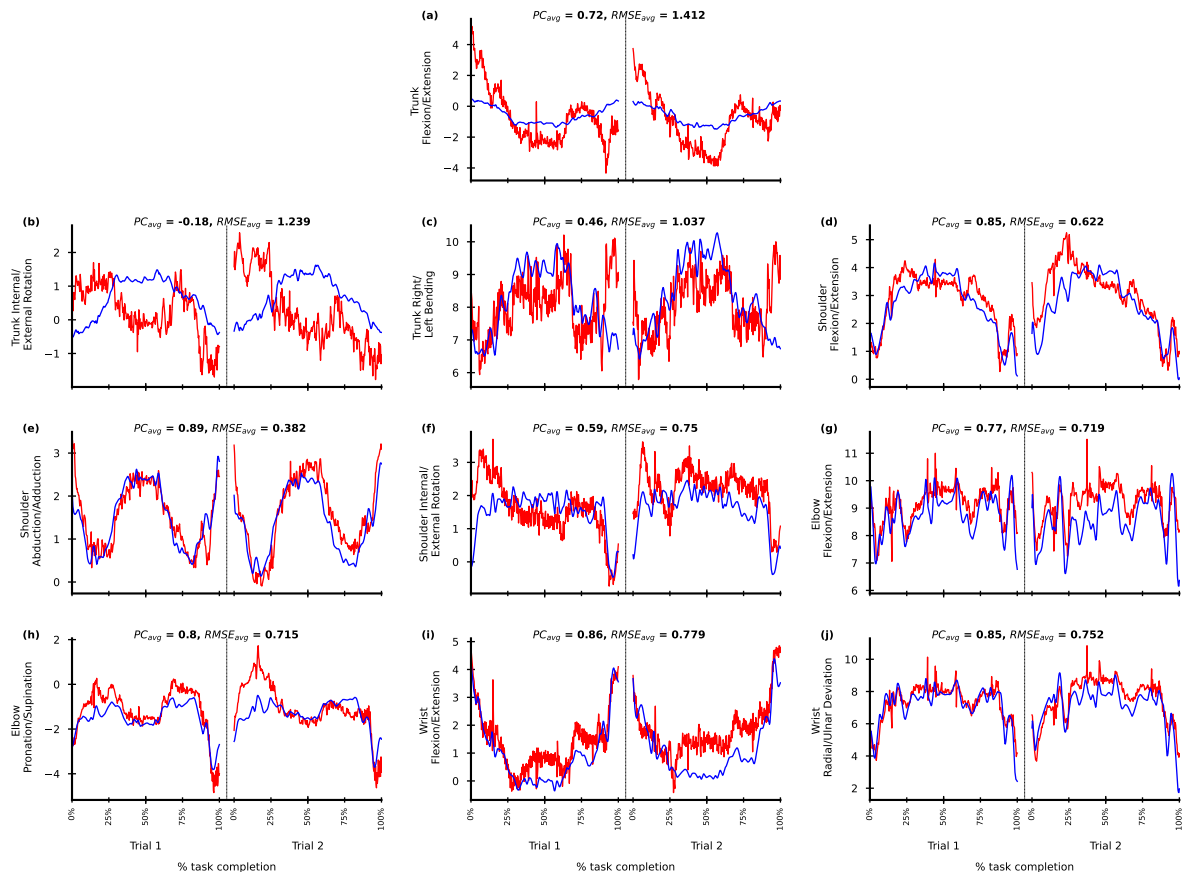 (a) PCavg = 0.72, RMSEavg = 1.412
Trunk
Flexion/Extension
4
2
0
−2
−4
(b) PCavg = -0.18, RMSEavg = 1.239
Trunk Internal/
External Rotation
2
1
0
−1
(c) PCavg = 0.46, RMSEavg = 1.037
Trunk Right/
Left Bending
10
9
8
7
6
(d) PCavg = 0.85, RMSEavg = 0.622
Shoulder
Flexion/Extension
5
4
3
2
1
0
(e) PCavg = 0.89, RMSEavg = 0.382
Shoulder
Abduction/Adduction
3
2
1
0
(f) PCavg = 0.59, RMSEavg = 0.75
Shoulder Internal/
External Rotation
3
2
1
0
(g) PCavg = 0.77, RMSEavg = 0.719
Elbow
Flexion/Extension
11
10
9
8
7
6
(h) PCavg = 0.8, RMSEavg = 0.715
Elbow
Pronation/Supination
2
0
−2
−4
0% 25% 50% 75% 100% 0% 25% 50% 75% 100%
Trial 1 Trial 2
% task completion
(i) PCavg = 0.86, RMSEavg = 0.779
Wrist
Flexion/Extension
5
4
3
2
1
0
0% 25% 50% 75% 100% 0% 25% 50% 75% 100%
Trial 1 Trial 2
% task completion
(j) PCavg = 0.85, RMSEavg = 0.752
Wrist
Radial/Ulnar Deviation
10
8
6
4
2
0% 25% 50% 75% 100% 0% 25% 50% 75% 100%
Trial 1 Trial 2
% task completion